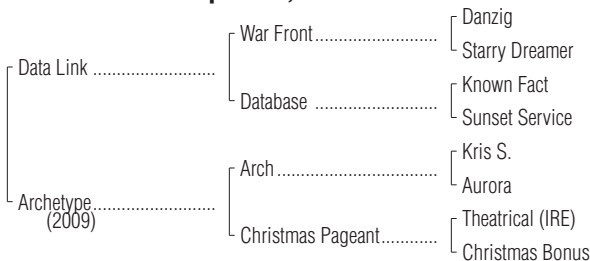 Danzig
War Front
Starry Dreamer
Data Link
Known Fact
Database
Sunset Service
Kris S.
Arch
Aurora
Archetype
(2009)
Theatrical (IRE)
Christmas Pageant
Christmas Bonus